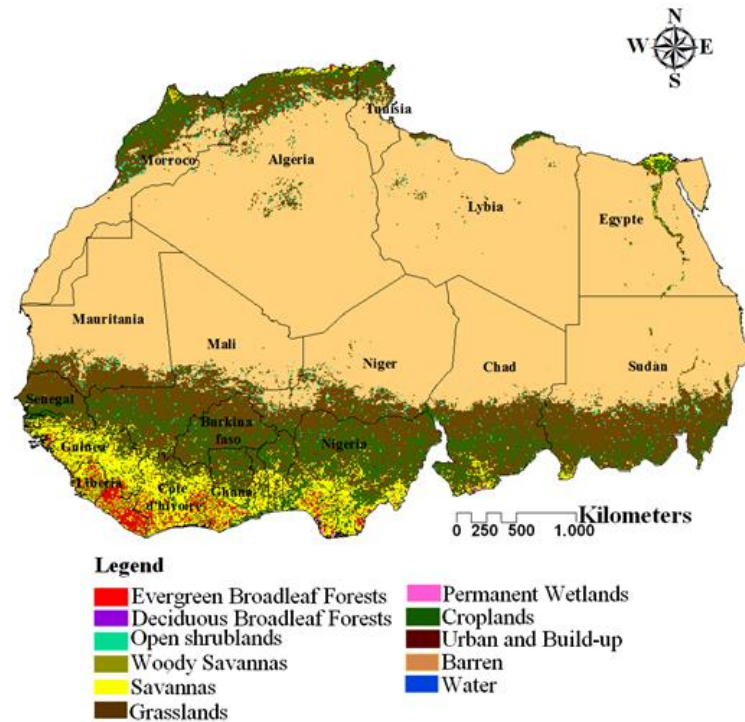 N
W E
S
Tunisia
Morroco
Algeria
Lybia
Egypte
Mauritania
Mali
Niger
Chad
Sudan
Senegal
Burkina
faso
Nigeria
Guinea
Liberia
Cote
d'Ivoire
Ghana
0 250 500 1.000 Kilometers
Legend
Evergreen Broadleaf Forests
Deciduous Broadleaf Forests
Open shrublands
Woody Savannas
Savannas
Grasslands
Permanent Wetlands
Croplands
Urban and Build-up
Barren
Water